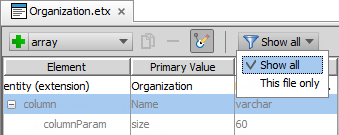 Organization.etx
array
Show all
Show all
This file only
Element Primary Value
entity (extension) Organization
column Name varchar
columnParam size 60